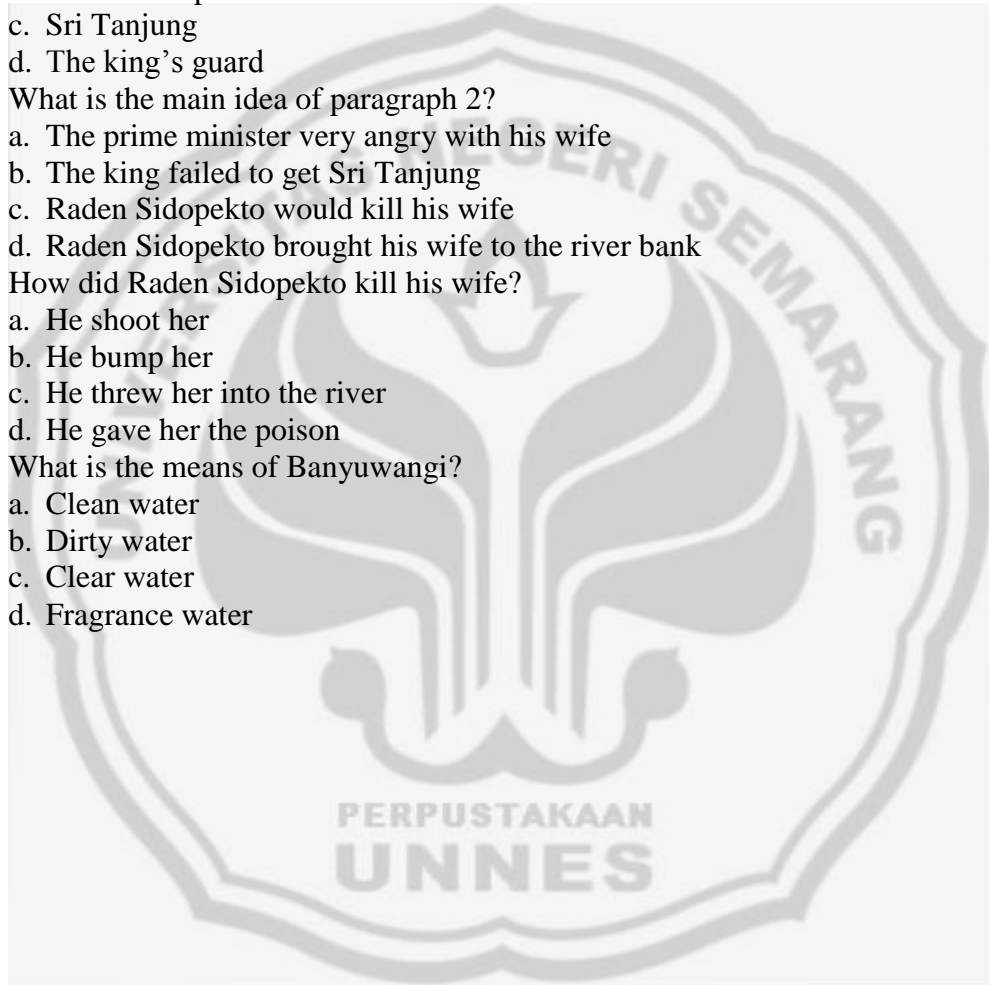 c. Sri Tanjung
d. The king’s guard
What is the main idea of paragraph 2?
a. The prime minister very angry with his wife
b. The king failed to get Sri Tanjung
c. Raden Sidopekto would kill his wife
d. Raden Sidopekto brought his wife to the river bank
How did Raden Sidopekto kill his wife?
a. He shoot her
b. He bump her
c. He threw her into the river
d. He gave her the poison
What is the means of Banyuwangi?
a. Clean water
b. Dirty water
c. Clear water
d. Fragrance water
UNIVERSITAS NEGERI SEMARANG
PERPUSTAKAAN
UNNES